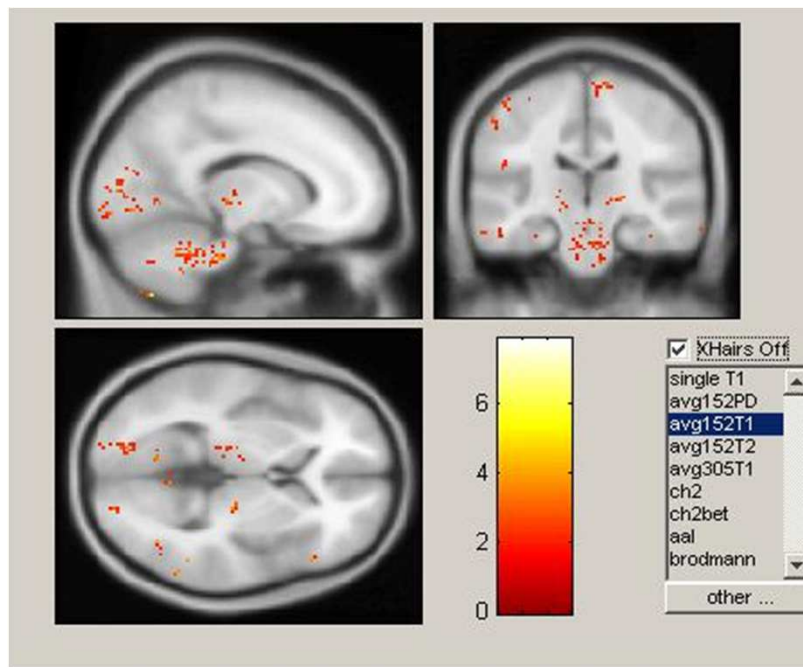 XHairs Off
single T1
avg152PD
avg152T1
avg152T2
avg305T1
ch2
ch2bet
aal
brodmann
other ...
6
4
2
0